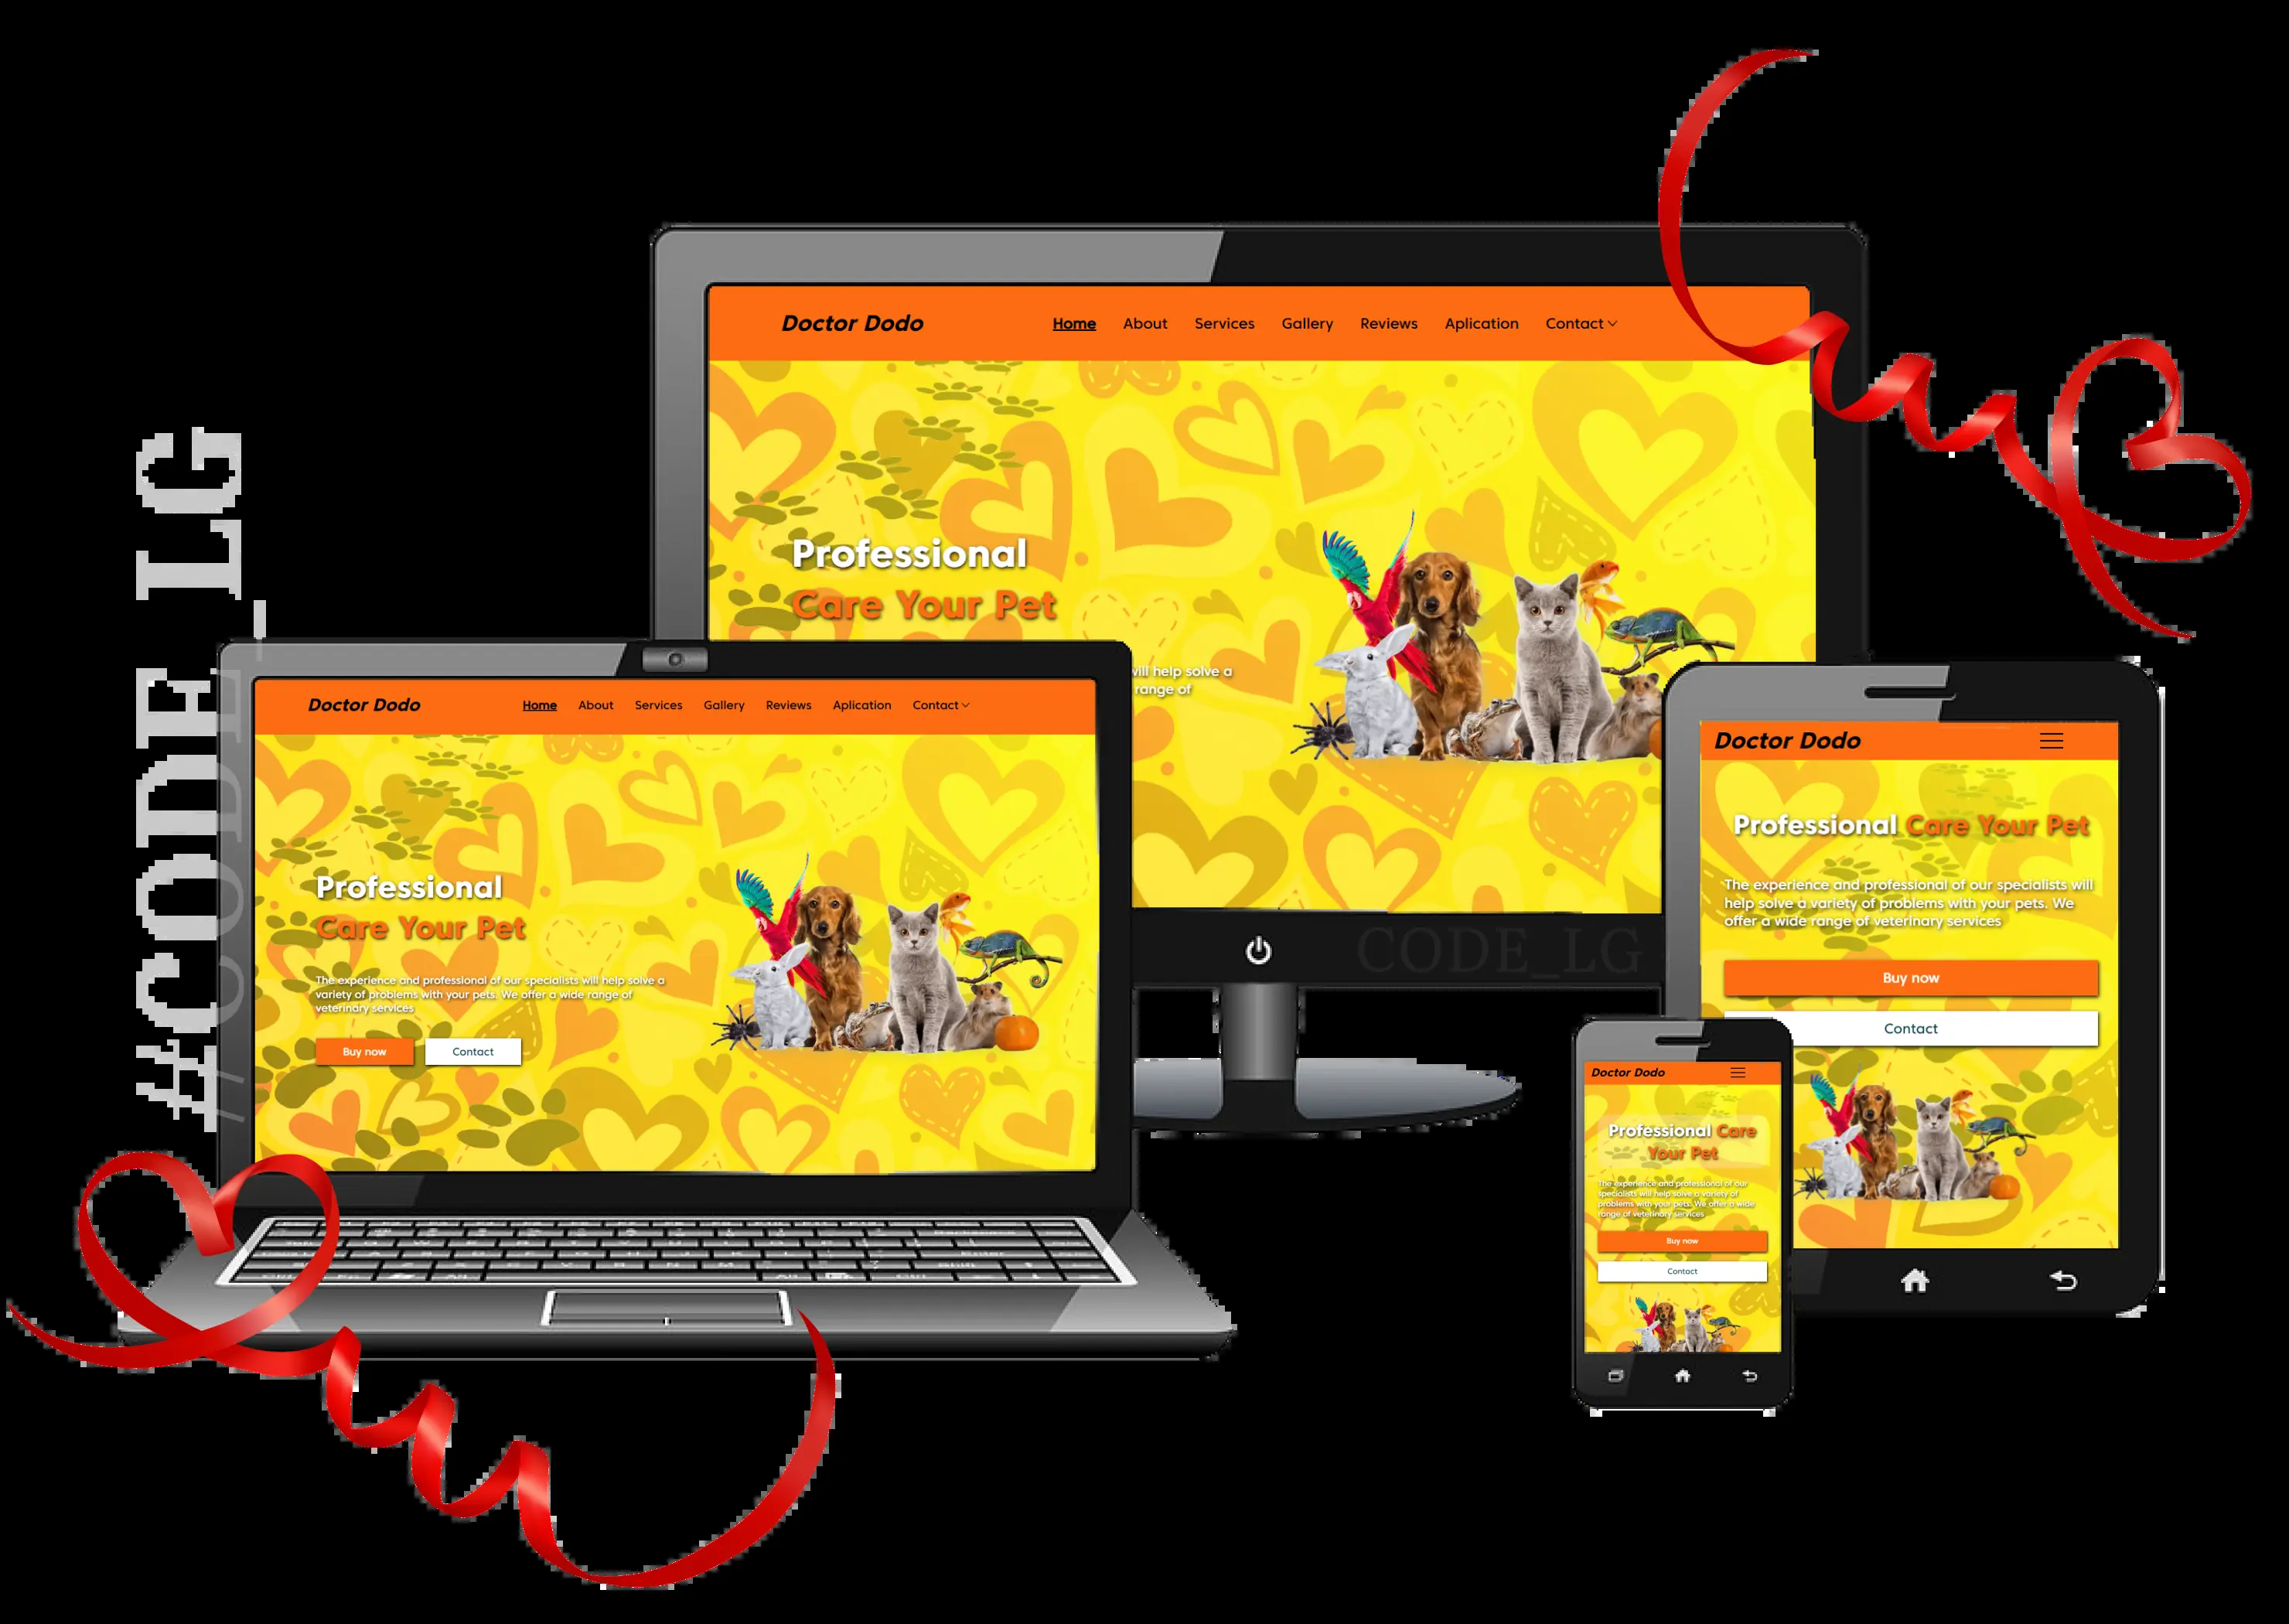 #CODE_LG
Doctor Dodo
Home About Services Gallery Reviews Aplication Contact
Professional
Care Your Pet
will help solve a
range of
CODE_LG
Doctor Dodo
Home About Services Gallery Reviews Aplication Contact
Professional
Care Your Pet
The experience and professional of our specialists will help solve a
variety of problems with your pets. We offer a wide range of
veterinary services
Buy now Contact
Doctor Dodo
Professional Care Your Pet
The experience and professional of our specialists will
help solve a variety of problems with your pets. We
offer a wide range of veterinary services
Buy now
Contact
Doctor Dodo
Professional Care
Your Pet
The experience and professional of our
specialists will help solve a variety of
problems with your pets. We offer a wide
range of veterinary services
Buy now
Contact